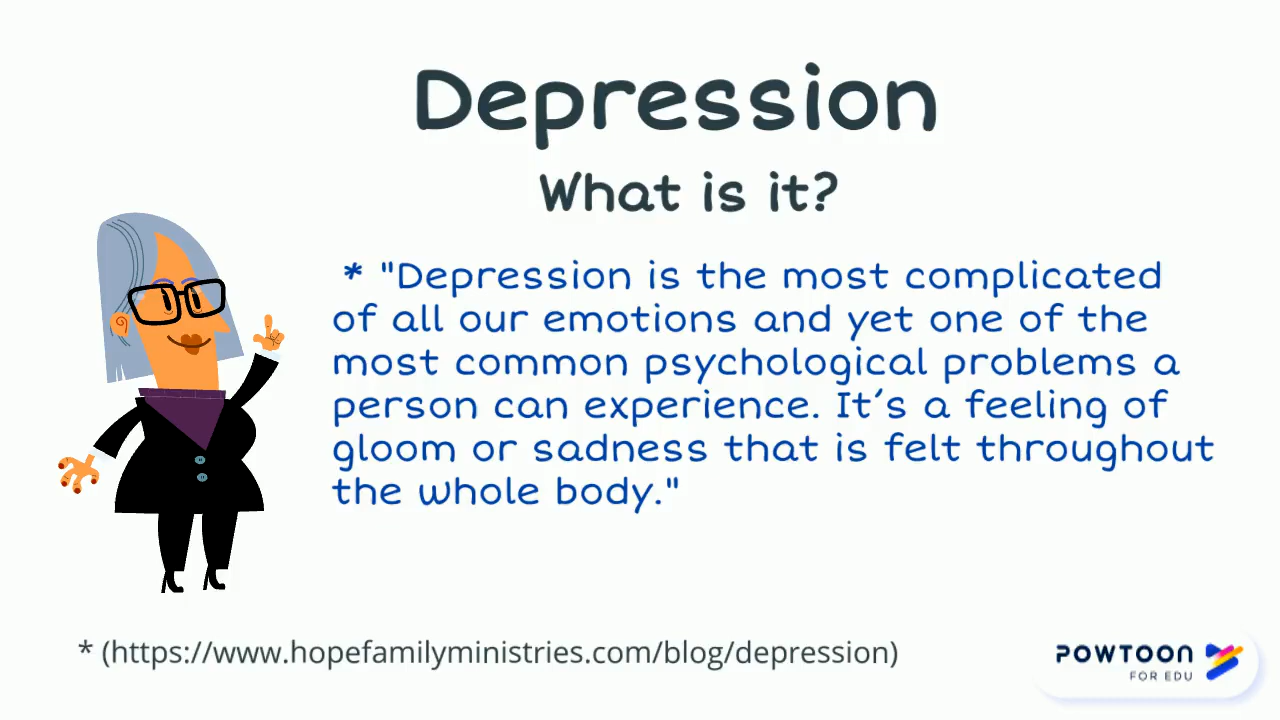 Depression
What is it?
* "Depression is the most complicated
of all our emotions and yet one of the
most common psychological problems a
person can experience. It's a feeling of
gloom or sadness that is felt throughout
the whole body."
* (https://www.hopefamilyministries.com/blog/depression)
POWTOON
FOR EDU